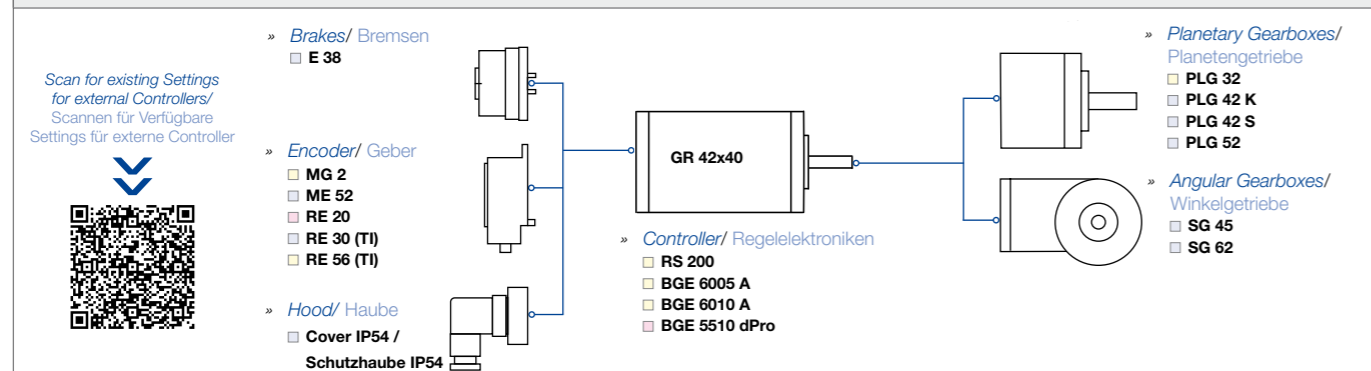 Scan for existing Settings
for external Controllers/
Scannen für Verfügbare
Settings für externe Controller
» Brakes/ Bremsen
E 38
» Encoder/ Geber
MG 2
ME 52
RE 20
RE 30 (TI)
RE 56 (TI)
» Hood/ Haube
Cover IP54 /
Schutzhaube IP54
GR 42x40
» Controller/ Regelelektroniken
RS 200
BGE 6005 A
BGE 6010 A
BGE 5510 dPro
» Planetary Gearboxes/
Planetengetriebe
PLG 32
PLG 42 K
PLG 42 S
PLG 52
» Angular Gearboxes/
Winkelgetriebe
SG 45
SG 62